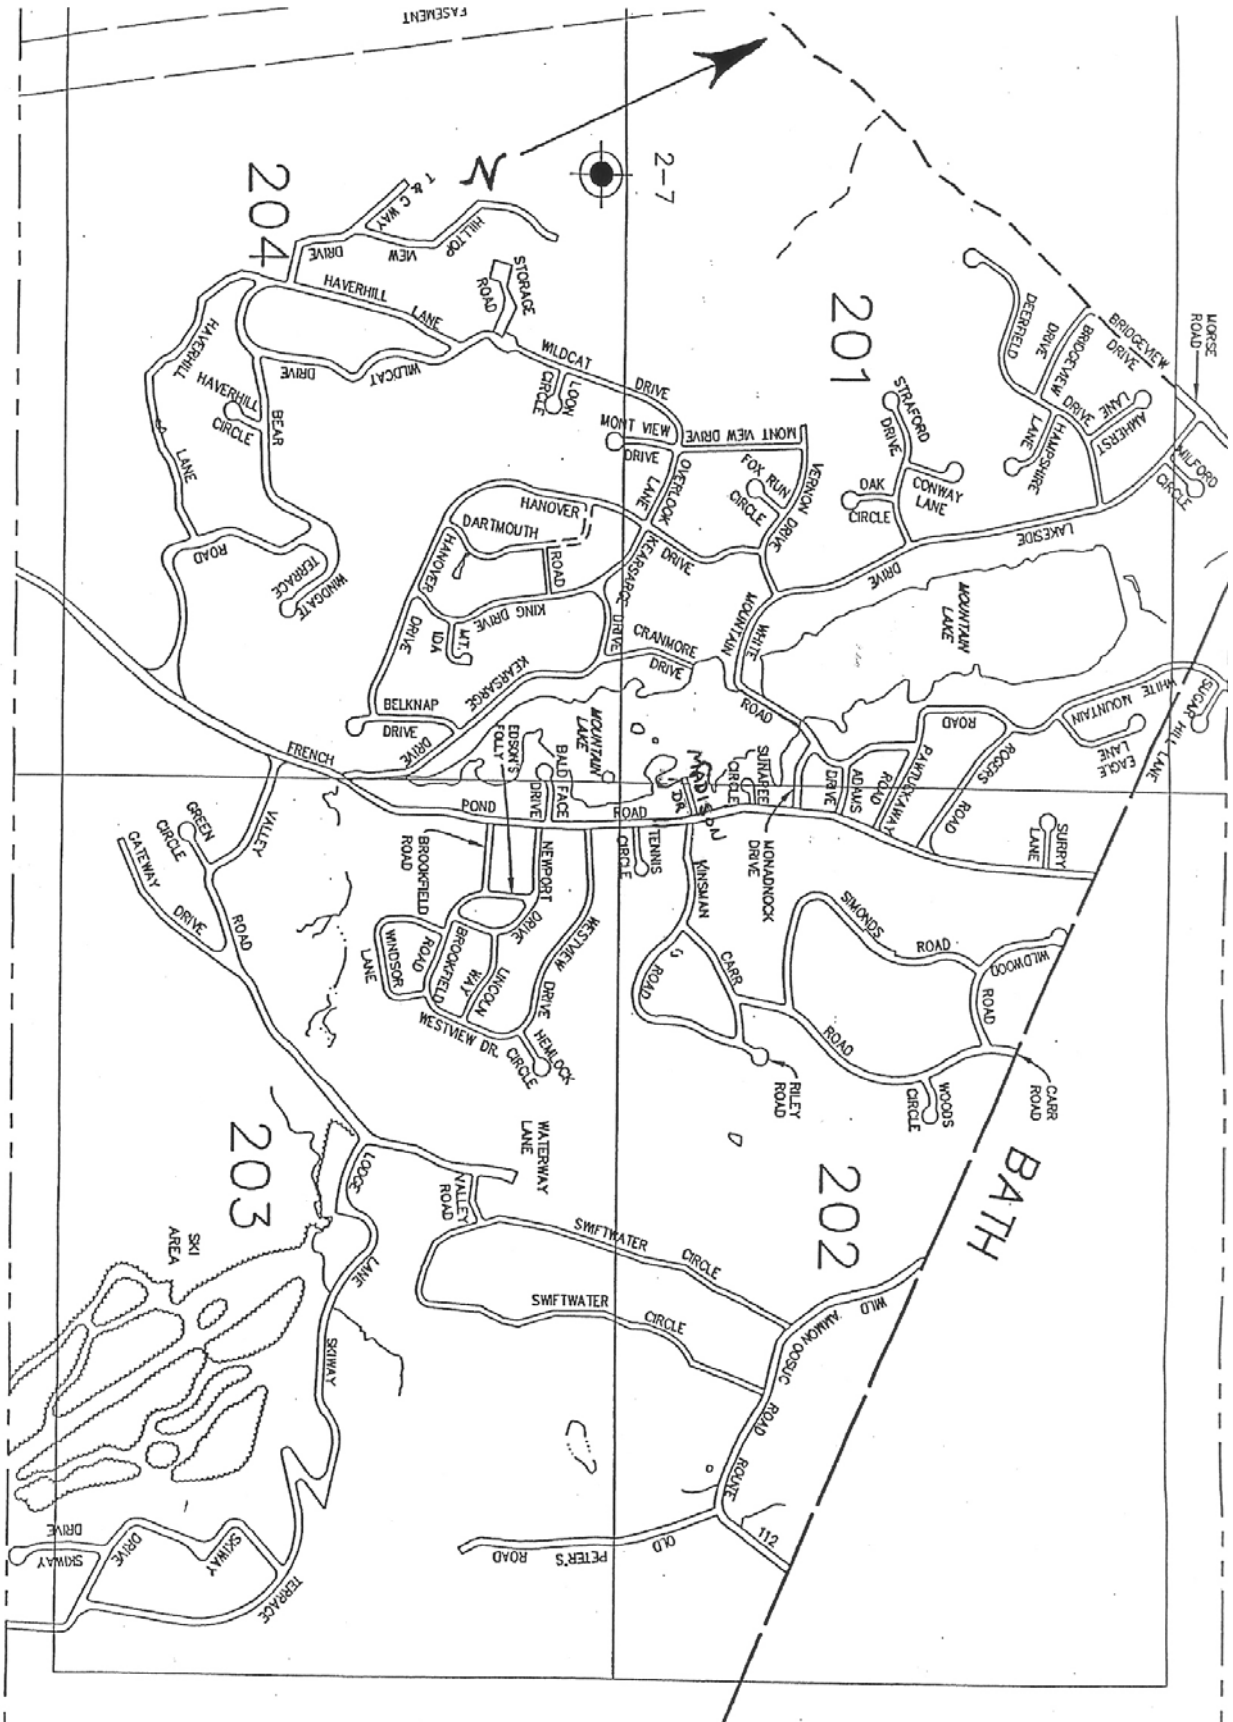 EASEMENT
2-7
N
204
T & C WAY
HILLTOP
VIEW
DRIVE
STORAGE
ROAD
HAVERHILL
LANE
WILDCAT
DRIVE
LOON
CIRCLE
WILDCAT
DRIVE
HAVERHILL
LANE
HAVERHILL
CIRCLE
BEAR
ROAD
WINDGATE
TERRACE
201
MORSE
ROAD
BRIDGEVIEW
DRIVE
BRIDGEVIEW
DRIVE
DEERFIELD
DRIVE
AMHERST
LANE
HAMPSHIRE
LANE
MILFORD
CIRCLE
STRAFORD
DRIVE
CONWAY
LANE
OAK
CIRCLE
LAKESIDE
DRIVE
MONT VIEW
DRIVE
MONT VIEW DRIVE
FOX RUN
CIRCLE
VERNON DRIVE
OVERLOOK
LANE
KEARSARGE
DRIVE
DRIVE
HANOVER
DARTMOUTH
ROAD
HANOVER
DRIVE
KING DRIVE
MT.
IDA
CRANMORE
DRIVE
WHITE
MOUNTAIN
ROAD
MOUNTAIN
LAKE
KEARSARGE
DRIVE
BELKNAP
DRIVE
MOUNTAIN
LAKE
WHITE MOUNTAIN
ROAD
SUGAR HILL LANE
EAGLE
LANE
ROGERS
ROAD
PAWTUCKAWAY
ROAD
ADAMS
DRIVE
SUNAPEE
CIRCLE
MADISON
DR
MONADNOCK
DRIVE
SURRY
LANE
FRENCH
POND
ROAD
EDSON'S
FOLLY
BALD FACE
DRIVE
TENNIS
CIRCLE
KINSMAN
ROAD
GREEN
CIRCLE
VALLEY
ROAD
GATEWAY
DRIVE
BROOKFIELD
ROAD
NEWPORT
DRIVE
WESTVIEW
DRIVE
BROOKFIELD
ROAD
WINDSOR
LANE
LINCOLN
WAY
WESTVIEW DR.
HEMLOCK
CIRCLE
CARR
ROAD
SIMONDS
ROAD
WILDWOOD
ROAD
RILEY
ROAD
WOODS
CIRCLE
CARR
ROAD
BATH
202
203
WATERWAY
LANE
VALLEY
ROAD
LODGE
LANE
SKI
AREA
SKIWAY
SWIFTWATER
CIRCLE
SWIFTWATER
CIRCLE
WILD
AMMONOOSUC
ROAD
ROUTE
112
OLD
PETER'S
ROAD
TERRACE
SKIWAY
DRIVE
SKIWAY
DRIVE